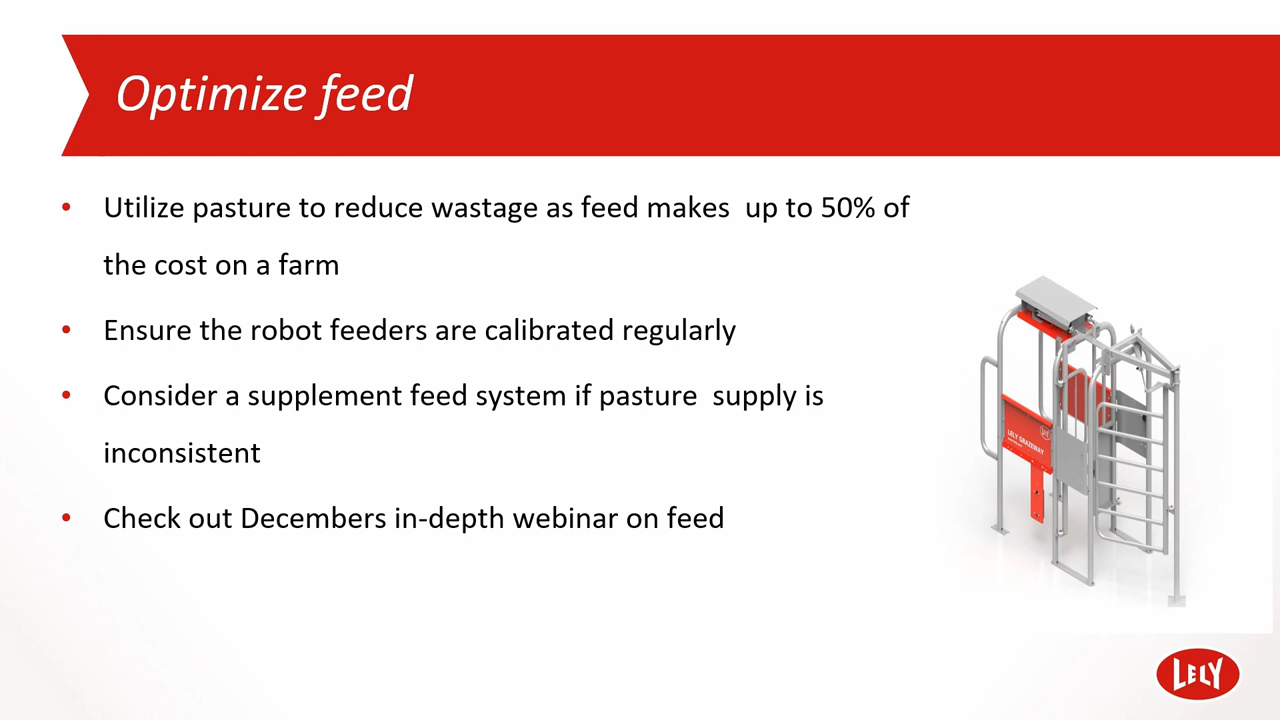 Optimize feed
• Utilize pasture to reduce wastage as feed makes  up to 50% of
the cost on a farm
• Ensure the robot feeders are calibrated regularly
• Consider a supplement feed system if pasture  supply is
inconsistent
• Check out Decembers in-depth webinar on feed
LELY GRAZEWAY
LELY